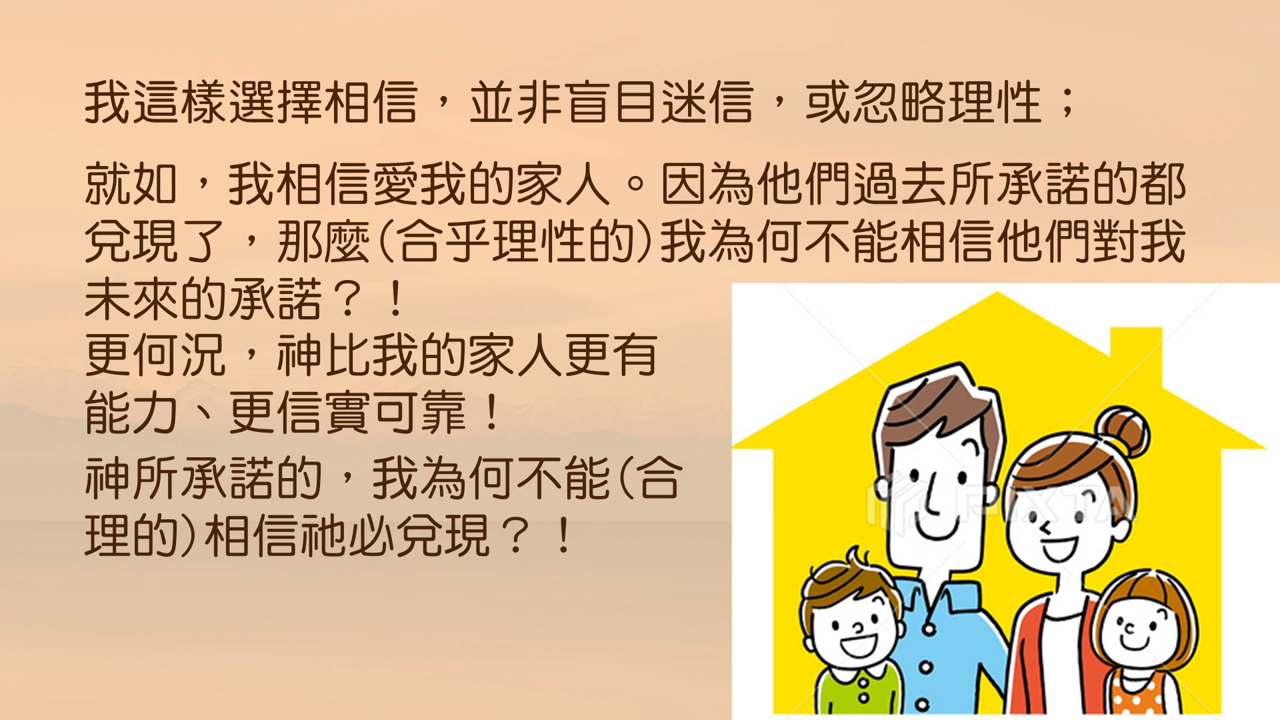 我這樣選擇相信，並非盲目迷信，或忽略理性；
就如，我相信愛我的家人。因為他們過去所承諾的都
兌現了，那麼(合乎理性的)我為何不能相信他們對我
未來的承諾？！
更何況，神比我的家人更有
能力、更信實可靠！
神所承諾的，我為何不能(合
理的)相信祂必兌現？！
PIXTA